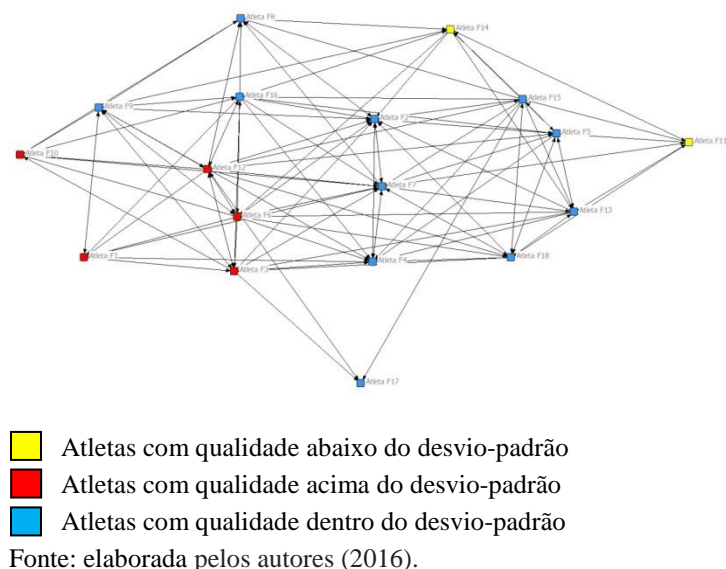 Atleta F8
Atleta F14
Atleta F16
Atleta F15
Atleta F9
Atleta F2
Atleta F5
Atleta F11
Atleta F10
Atleta F12
Atleta F7
Atleta F6
Atleta F13
Atleta F1
Atleta F3
Atleta F4
Atleta F18
Atleta F17
Atletas com qualidade abaixo do desvio-padrão
Atletas com qualidade acima do desvio-padrão
Atletas com qualidade dentro do desvio-padrão
Fonte: elaborada pelos autores (2016).